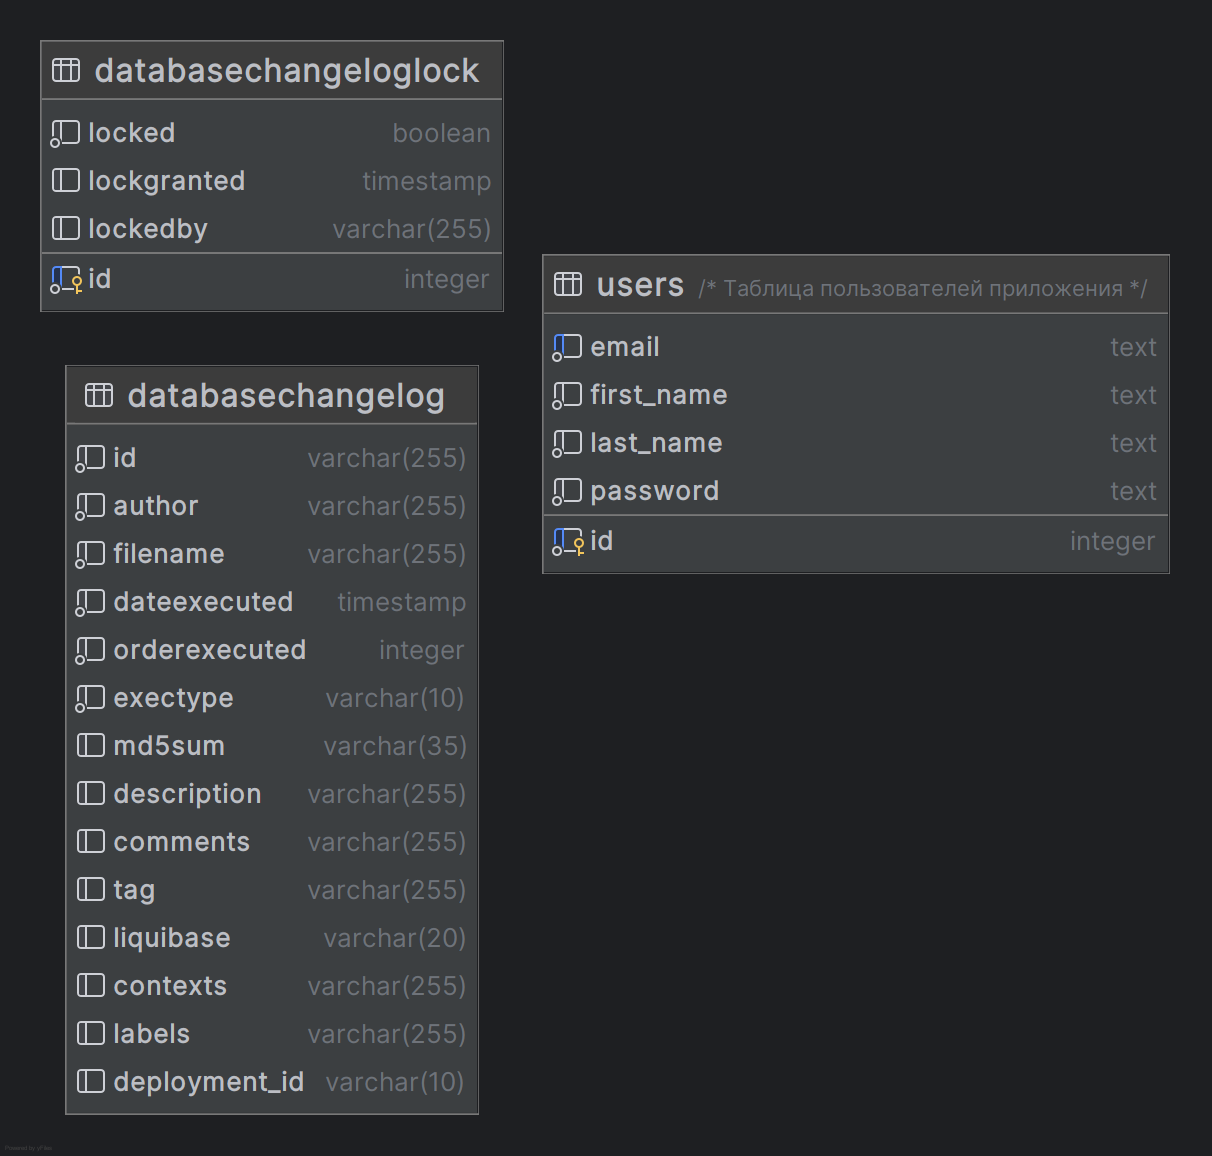 databasechangeloglock
locked boolean
lockgranted timestamp
lockedby varchar(255)
id integer
users /* Таблица пользователей приложения */
email text
first_name text
last_name text
password text
id integer
databasechangelog
id varchar(255)
author varchar(255)
filename varchar(255)
dateexecuted timestamp
orderexecuted integer
exectype varchar(10)
md5sum varchar(35)
description varchar(255)
comments varchar(255)
tag varchar(255)
liquibase varchar(20)
contexts varchar(255)
labels varchar(255)
deployment_id varchar(10)
Powered by yFiles